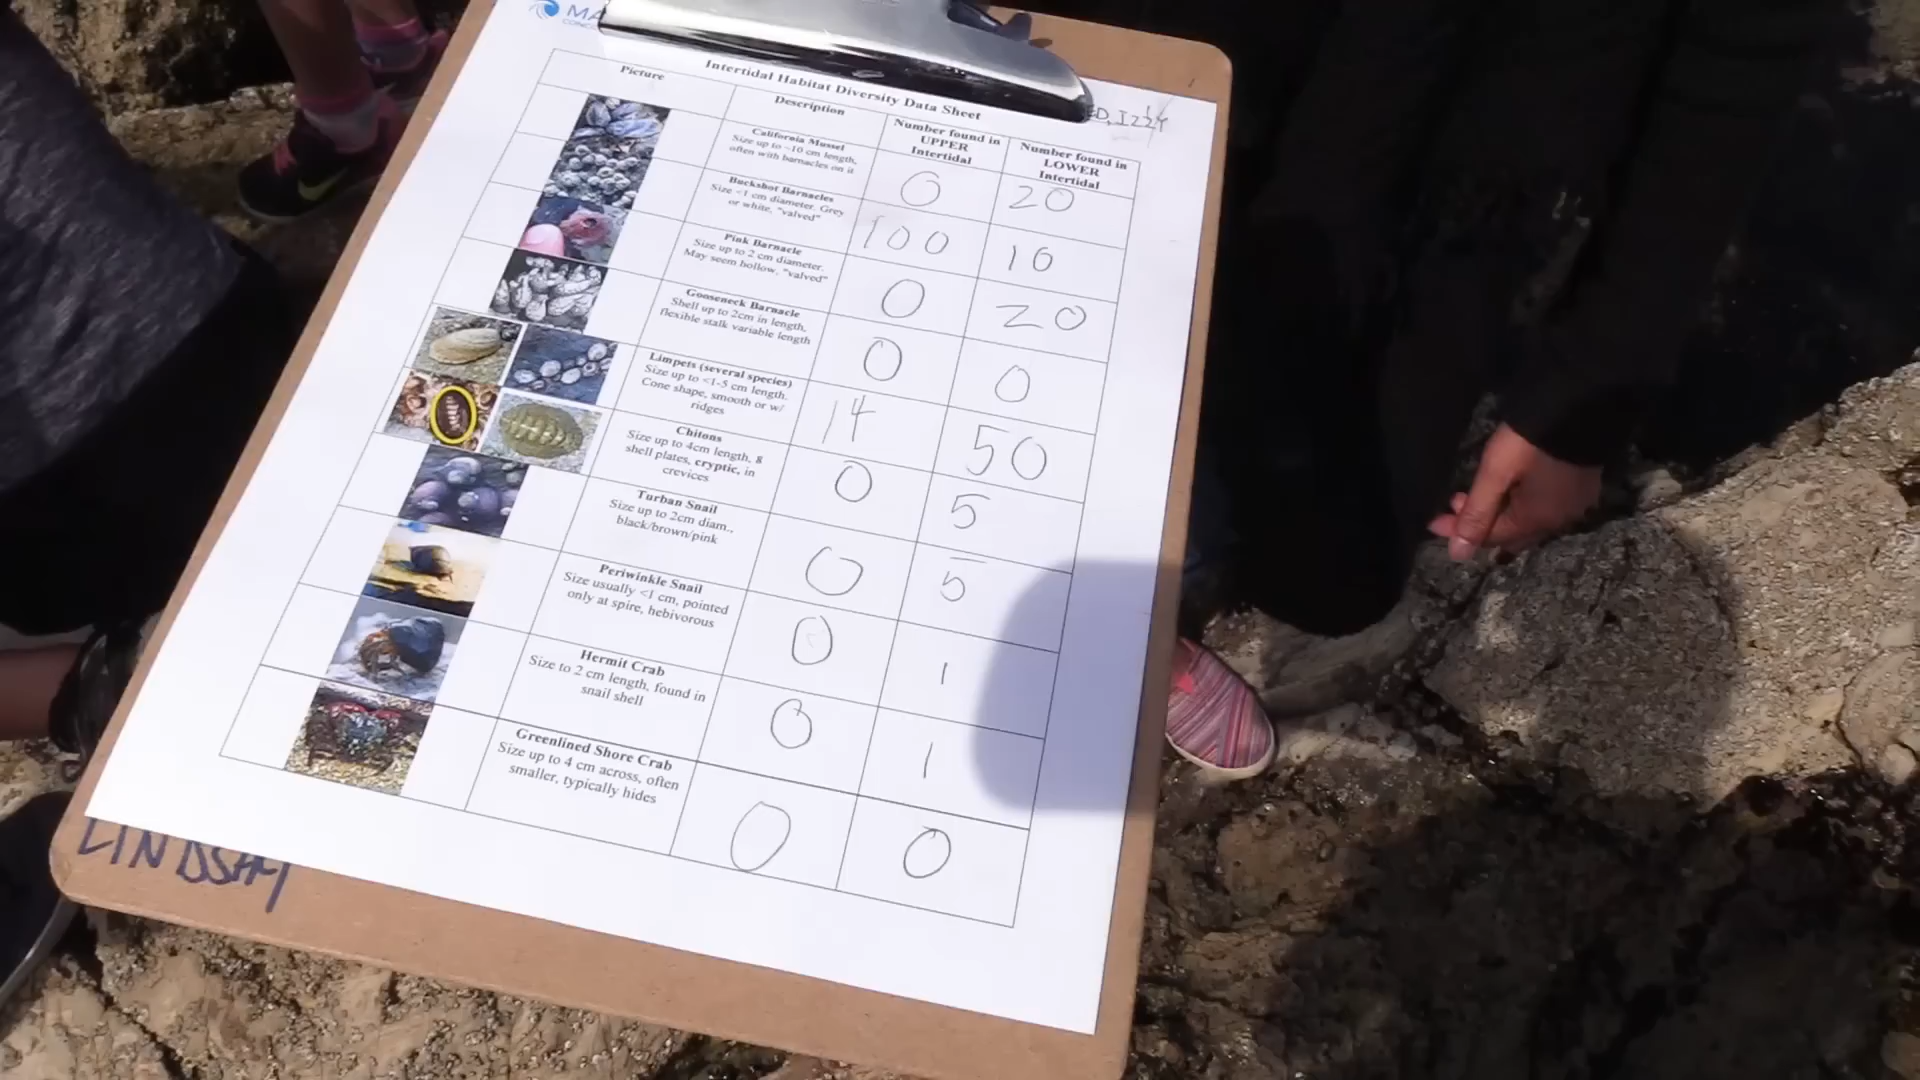 MA
Intertidal Habitat Diversity Data Sheet
Izzy
Picture
Description
Number found in
UPPER
Intertidal
Number found in
LOWER
Intertidal
California Mussel
Size up to ~10 cm length,
often with barnacles on it
0
20
Buckshot Barnacles
Size <1 cm diameter. Grey
or white, "valved"
100
10
Pink Barnacle
Size up to 2 cm diameter.
May seem hollow, "valved"
0
20
Gooseneck Barnacle
Shell up to 2cm in length,
flexible stalk variable length
0
0
Limpets (several species)
Size up to <1-5 cm length.
Cone shape, smooth or w/
ridges
14
50
Chitons
Size up to 4cm length, 8
shell plates, cryptic, in
crevices
0
5
Turban Snail
Size up to 2cm diam.,
black/brown/pink
0
5
Periwinkle Snail
Size usually <1 cm, pointed
only at spire, hebivorous
0
1
Hermit Crab
Size to 2 cm length, found in
snail shell
0
1
Greenlined Shore Crab
Size up to 4 cm across, often
smaller, typically hides
0
0
LINDSAY